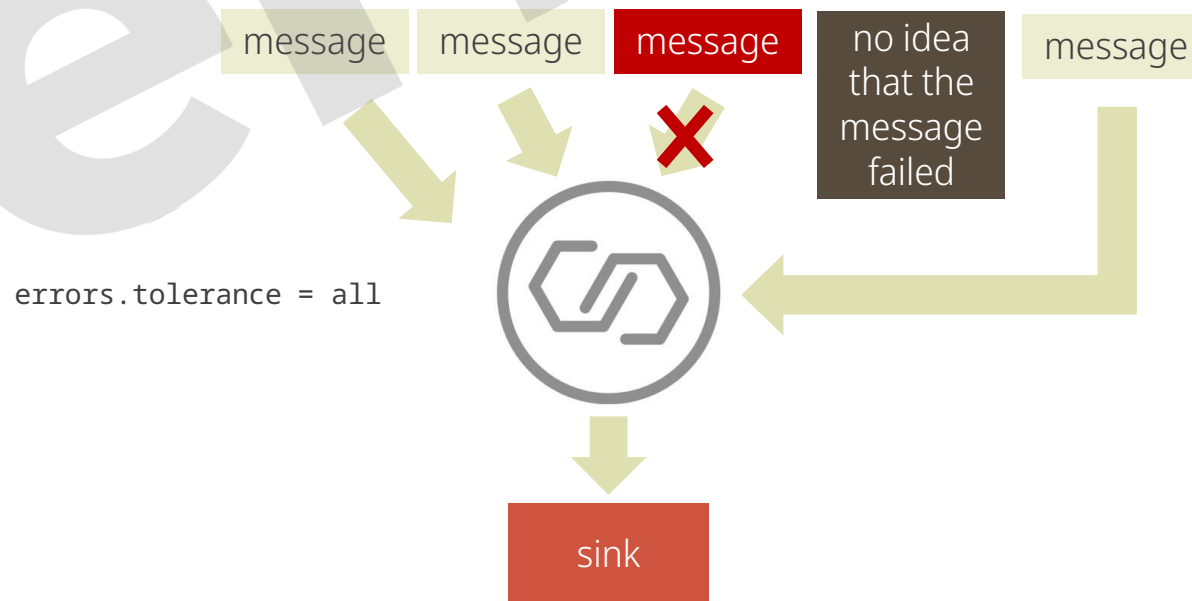 message
message
message
no idea
that the
message
failed
message
errors.tolerance = all
sink